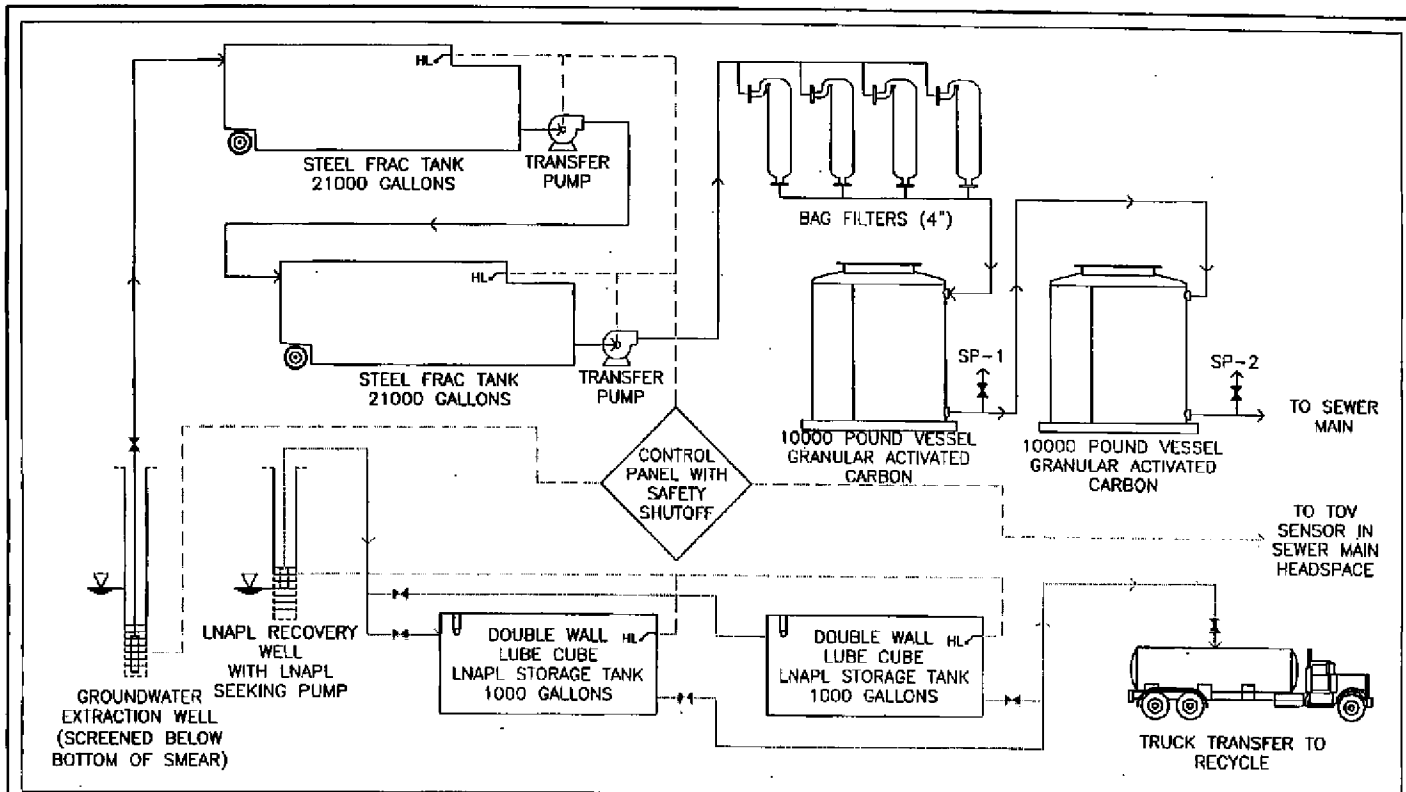 HL
STEEL FRAC TANK
21000 GALLONS
TRANSFER
PUMP
BAG FILTERS (4")
HL
STEEL FRAC TANK
21000 GALLONS
TRANSFER
PUMP
SP-1
SP-2
TO SEWER
MAIN
10000 POUND VESSEL
GRANULAR ACTIVATED
CARBON
10000 POUND VESSEL
GRANULAR ACTIVATED
CARBON
CONTROL
PANEL WITH
SAFETY
SHUTOFF
TO TOV
SENSOR IN
SEWER MAIN
HEADSPACE
LNAPL RECOVERY
WELL
WITH LNAPL
SEEKING PUMP
DOUBLE WALL
LUBE CUBE
LNAPL STORAGE TANK
1000 GALLONS
HL
DOUBLE WALL
LUBE CUBE
LNAPL STORAGE TANK
1000 GALLONS
HL
GROUNDWATER
EXTRACTION WELL
(SCREENED BELOW
BOTTOM OF SMEAR)
TRUCK TRANSFER TO
RECYCLE